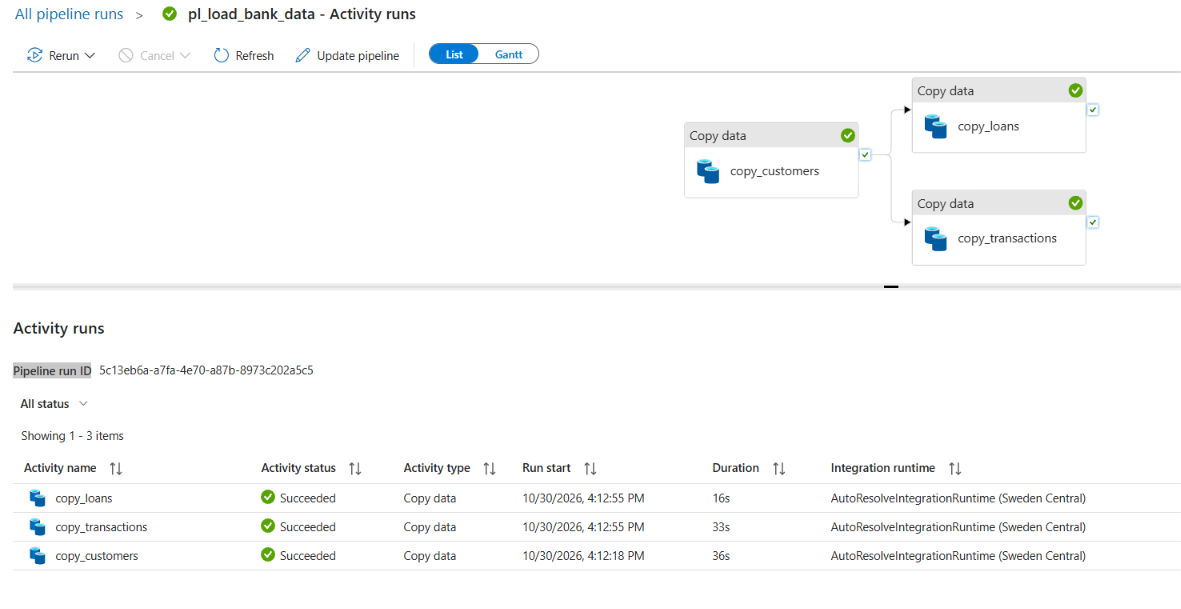 All pipeline runs > pl_load_bank_data - Activity runs
Rerun Cancel Refresh Update pipeline List Gantt
Copy data
copy_loans
Copy data
copy_customers
Copy data
copy_transactions
Activity runs
Pipeline run ID 5c13eb6a-a7fa-4e70-a87b-8973c202a5c5
All status
Showing 1 - 3 items
Activity name Activity status Activity type Run start Duration Integration runtime
copy_loans Succeeded Copy data 10/30/2026, 4:12:55 PM 16s AutoResolveIntegrationRuntime (Sweden Central)
copy_transactions Succeeded Copy data 10/30/2026, 4:12:55 PM 33s AutoResolveIntegrationRuntime (Sweden Central)
copy_customers Succeeded Copy data 10/30/2026, 4:12:18 PM 36s AutoResolveIntegrationRuntime (Sweden Central)